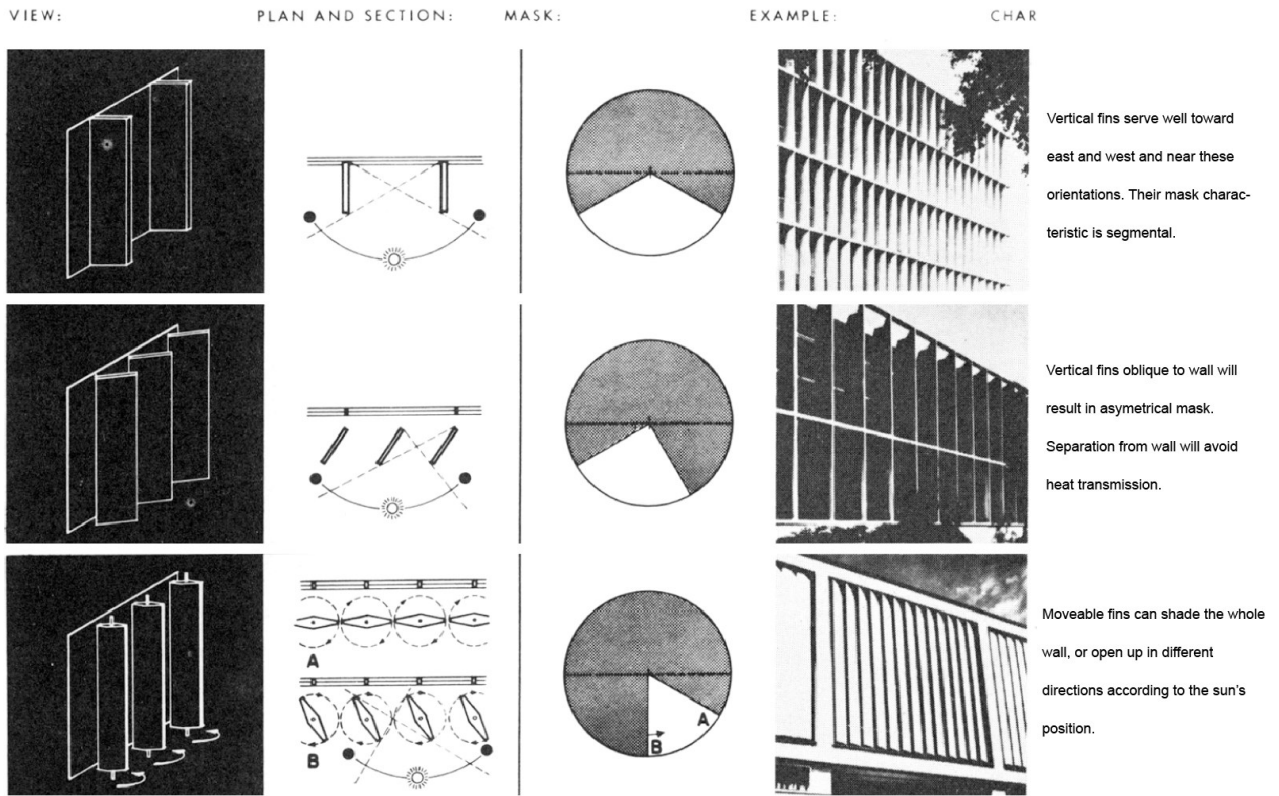 VIEW:
PLAN AND SECTION:
MASK:
EXAMPLE:
CHAR
Vertical fins serve well toward
east and west and near these
orientations. Their mask charac-
teristic is segmental.
Vertical fins oblique to wall will
result in asymetrical mask.
Separation from wall will avoid
heat transmission.
A
B
A
B
Moveable fins can shade the whole
wall, or open up in different
directions according to the sun's
position.